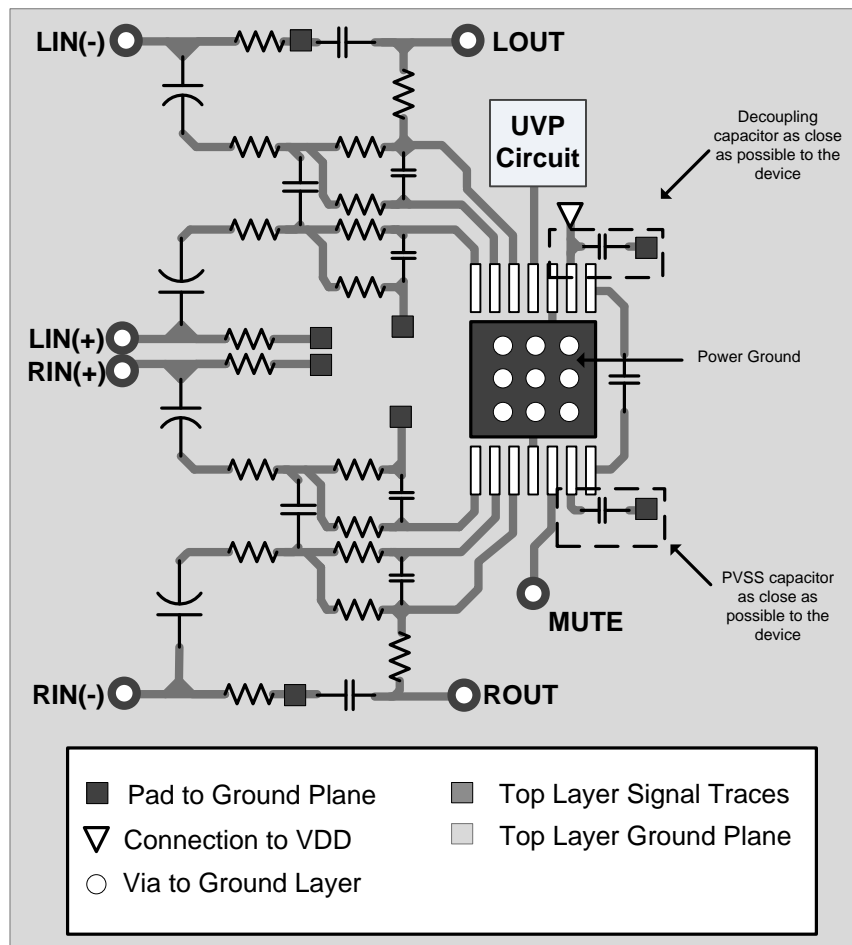 LIN(-)
LOUT
UVP
Circuit
Decoupling
capacitor as close
as possible to the
device
LIN(+)
RIN(+)
Power Ground
MUTE
PVSS capacitor
as close as
possible to the
device
RIN(-)
ROUT
Pad to Ground Plane
Connection to VDD
Via to Ground Layer
Top Layer Signal Traces
Top Layer Ground Plane